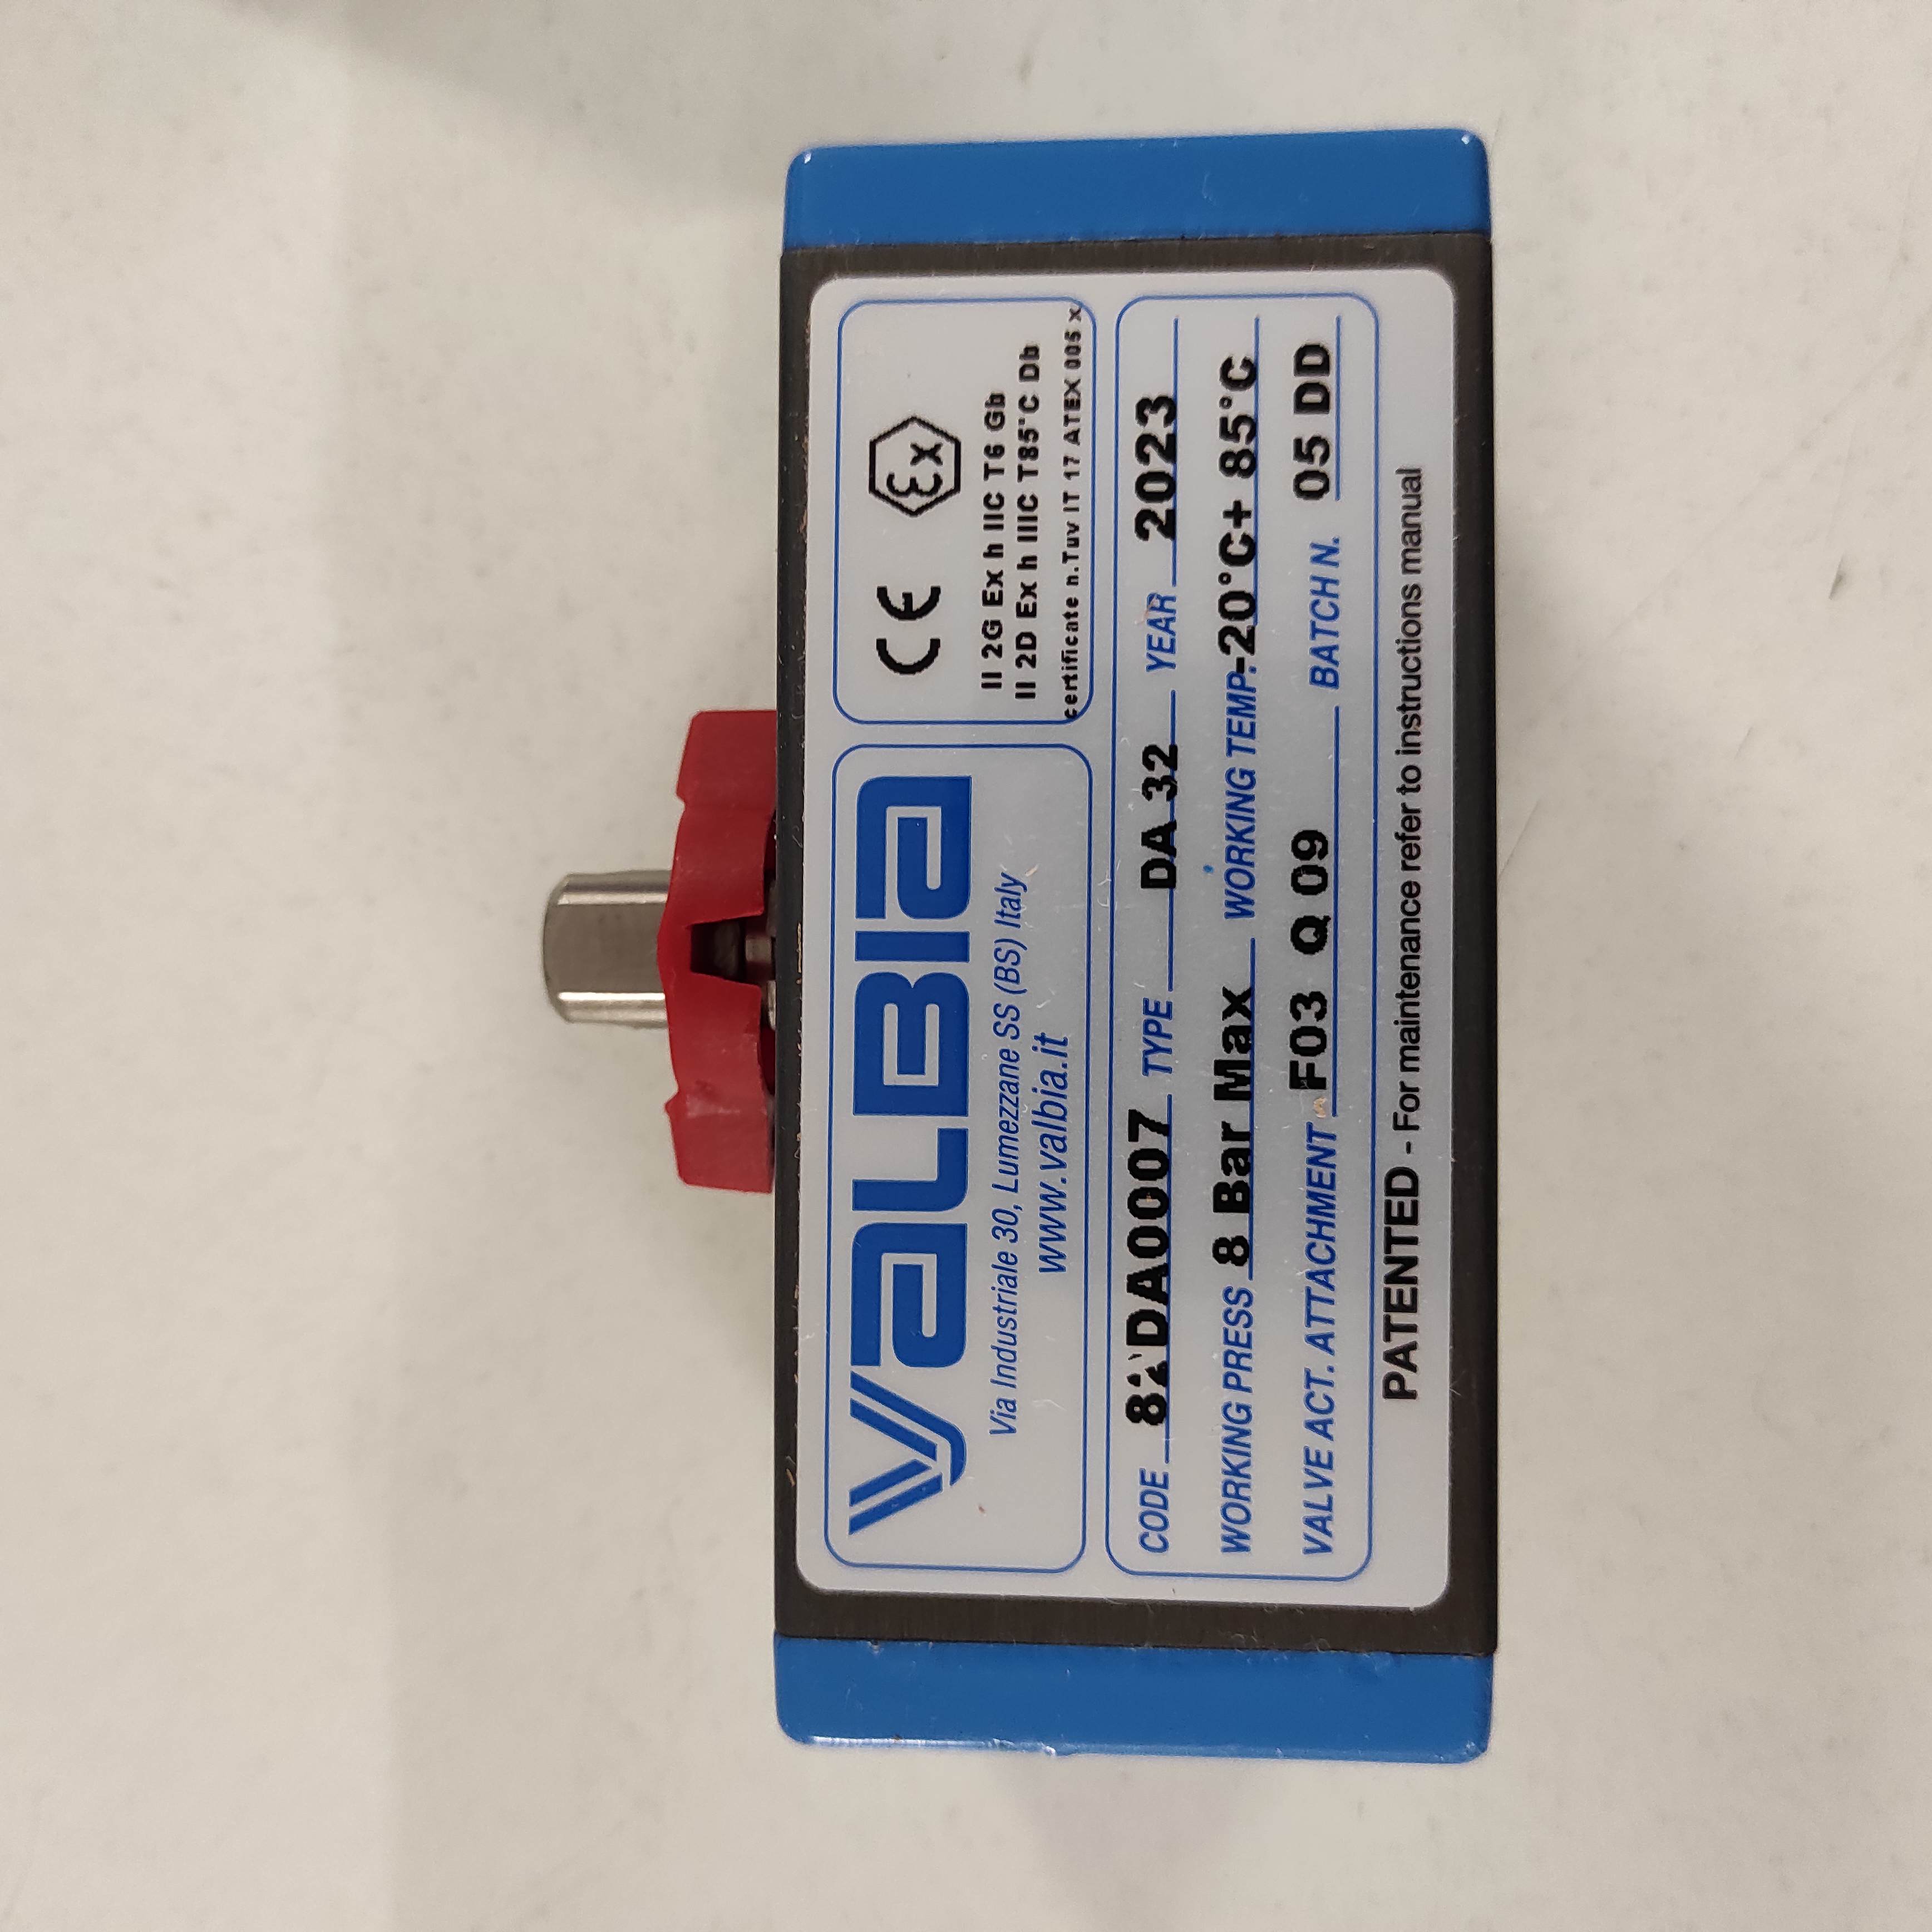 VALBIA
Via Industriale 30, Lumezzane SS (BS) Italy
www.valbia.it
CE Ex
II 2G Ex h IIC T6 Gb
II 2D Ex h IIIC T85°C Db
certificate n.Tuv IT 17 ATEX 005 x
CODE 82DA0007 TYPE DA 32 YEAR 2023
WORKING PRESS 8 Bar Max WORKING TEMP.-20°C+ 85°C
VALVE ACT. ATTACHMENT F03 Q 09 BATCH N. 05 DD
PATENTED - For maintenance refer to instructions manual